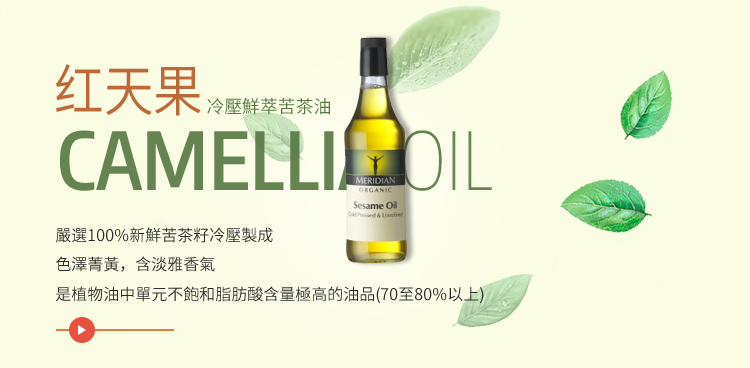 红天果 冷壓鮮萃苦茶油
CAMELLIA OIL
MERIDIAN
ORGANIC
Sesame Oil
Cold Pressed & Unrefined
嚴選100%新鮮苦茶籽冷壓製成
色澤菁黃，含淡雅香氣
是植物油中單元不飽和脂肪酸含量極高的油品(70至80%以上)